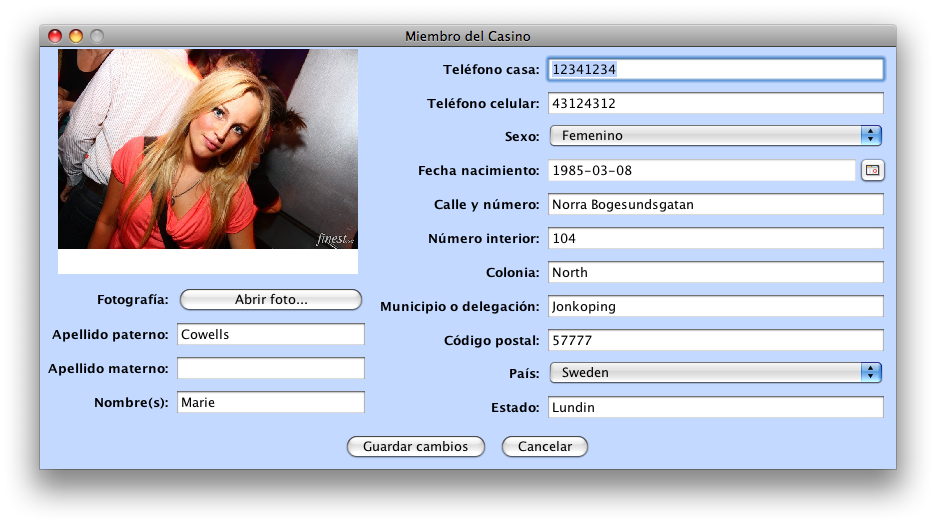 Miembro del Casino
finest.se
Fotografía: Abrir foto...
Apellido paterno: Cowells
Apellido materno:
Nombre(s): Marie
Teléfono casa: 12341234
Teléfono celular: 43124312
Sexo: Femenino
Fecha nacimiento: 1985-03-08
Calle y número: Norra Bogesundsgatan
Número interior: 104
Colonia: North
Municipio o delegación: Jonkoping
Código postal: 57777
País: Sweden
Estado: Lundin
Guardar cambios Cancelar